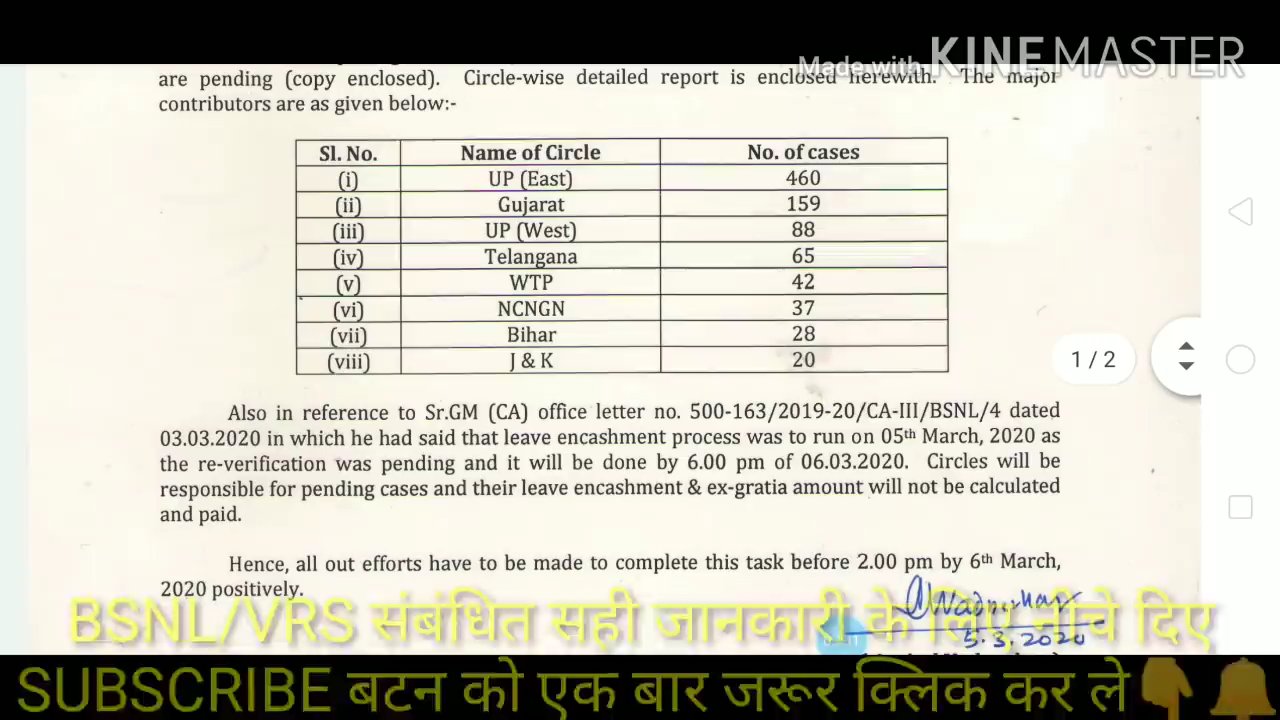 Made with KINEMASTER
are pending (copy enclosed). Circle-wise detailed report is enclosed herewith. The major
contributors are as given below:-
Sl. No. Name of Circle No. of cases
(i) UP (East) 460
(ii) Gujarat 159
(iii) UP (West) 88
(iv) Telangana 65
(v) WTP 42
(vi) NCNGN 37
(vii) Bihar 28
(viii) J & K 20
1 / 2
Also in reference to Sr.GM (CA) office letter no. 500-163/2019-20/CA-III/BSNL/4 dated
03.03.2020 in which he had said that leave encashment process was to run on 05th March, 2020 as
the re-verification was pending and it will be done by 6.00 pm of 06.03.2020. Circles will be
responsible for pending cases and their leave encashment & ex-gratia amount will not be calculated
and paid.
Hence, all out efforts have to be made to complete this task before 2.00 pm by 6th March,
2020 positively.
5.3.2020
BSNL/VRS संबंधित सही जानकारी के लिए नीचे दिए
SUBSCRIBE बटन को एक बार जरूर क्लिक कर ले👇🔔